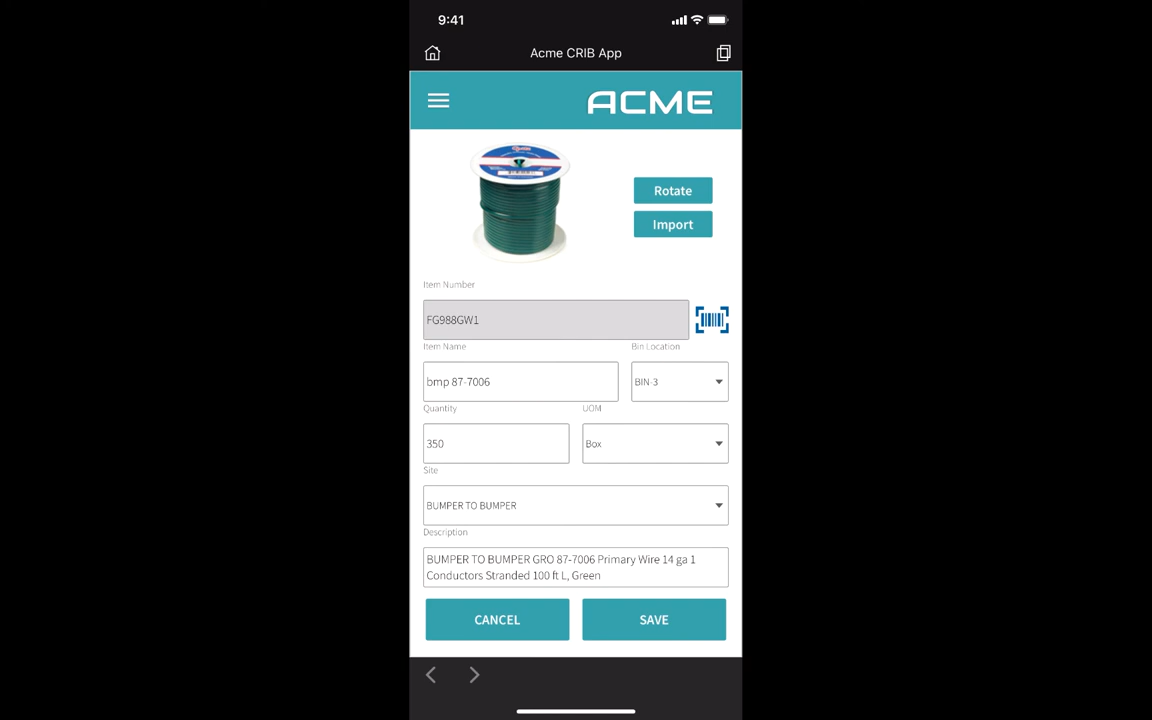 9:41
Acme CRIB App
ACME
Rotate
Import
Item Number
FG988GW1
Item Name
Bin Location
bmp 87-7006
BIN-3
Quantity
UOM
350
Box
Site
BUMPER TO BUMPER
Description
BUMPER TO BUMPER GRO 87-7006 Primary Wire 14 ga 1
Conductors Stranded 100 ft L, Green
CANCEL
SAVE